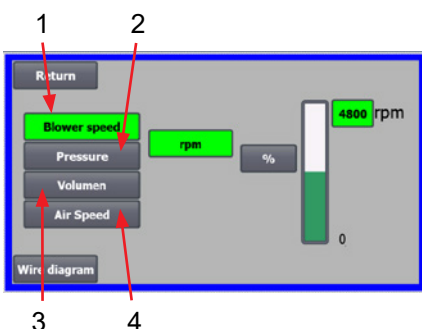 1 2
Return
Blower speed
4800 rpm
rpm
Pressure
%
Volumen
Air Speed
0
Wire diagram
3 4